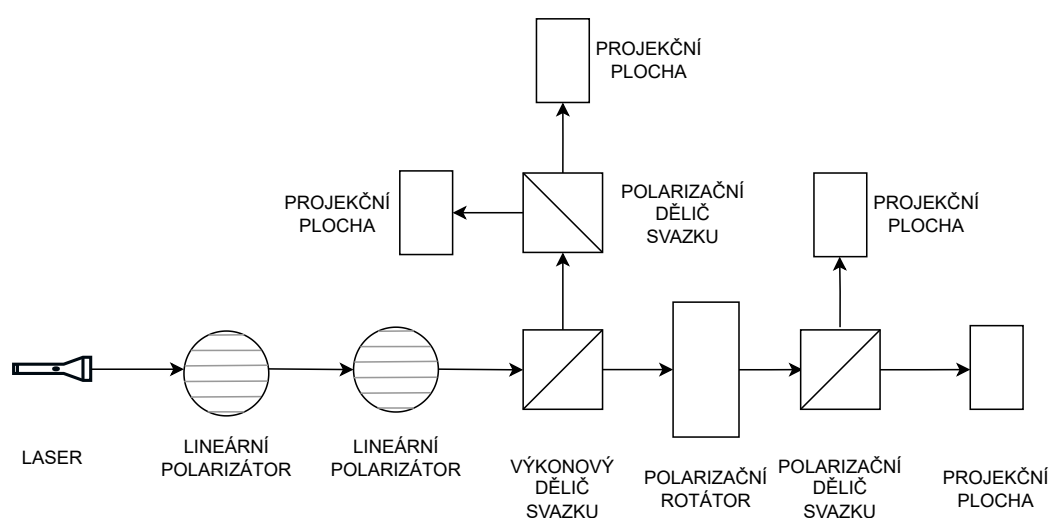 PROJEKČNÍ
PLOCHA
PROJEKČNÍ
PLOCHA
POLARIZAČNÍ
DĚLIČ
SVAZKU
PROJEKČNÍ
PLOCHA
LASER
LINEÁRNÍ
POLARIZÁTOR
LINEÁRNÍ
POLARIZÁTOR
VÝKONOVÝ
DĚLIČ
SVAZKU
POLARIZAČNÍ
ROTÁTOR
POLARIZAČNÍ
DĚLIČ
SVAZKU
PROJEKČNÍ
PLOCHA